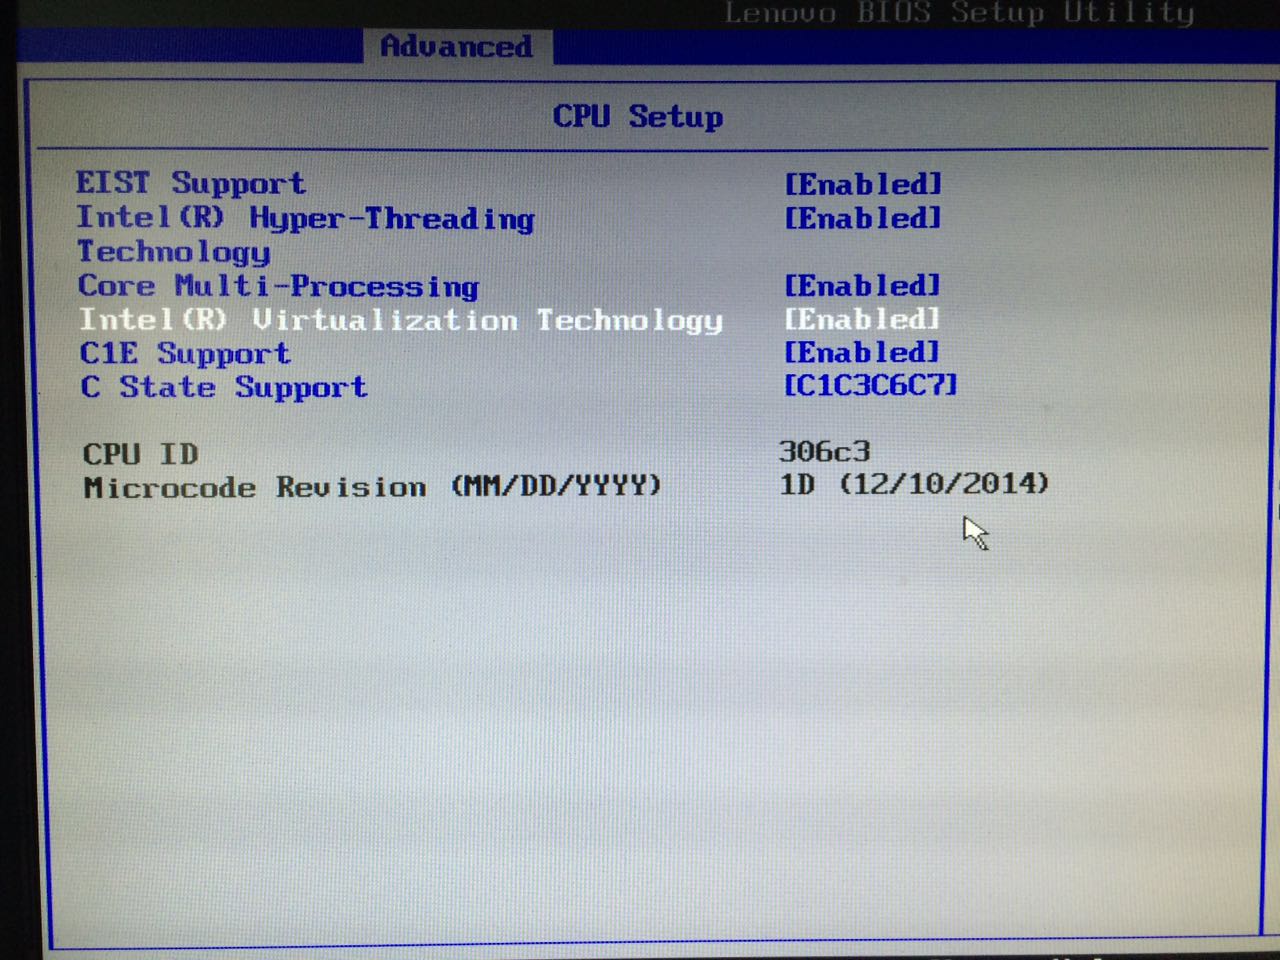 Lenovo BIOS Setup Utility
Advanced
CPU Setup
EIST Support [Enabled]
Intel(R) Hyper-Threading [Enabled]
Technology
Core Multi-Processing [Enabled]
Intel(R) Virtualization Technology [Enabled]
C1E Support [Enabled]
C State Support [C1C3C6C7]
CPU ID 306c3
Microcode Revision (MM/DD/YYYY) 1D (12/10/2014)